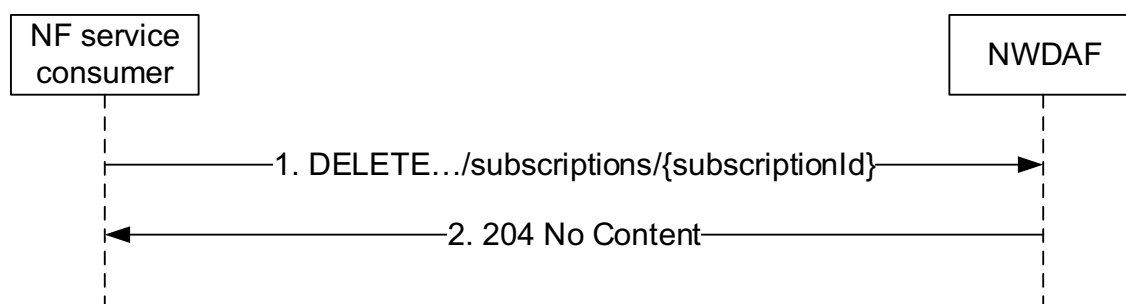 NF service
consumer
NWDAF
1. DELETE…/subscriptions/{subscriptionId}
2. 204 No Content